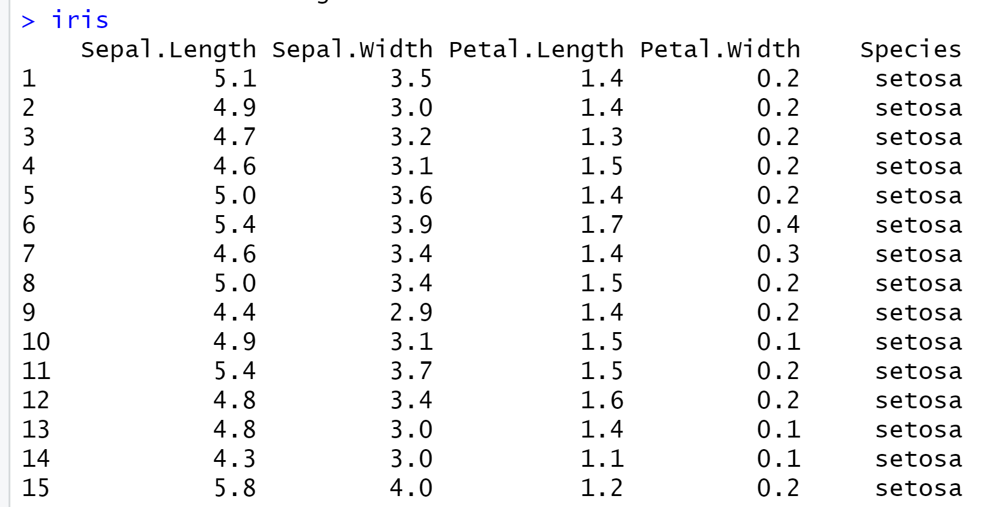 > iris
Sepal.Length Sepal.Width Petal.Length Petal.Width Species
1 5.1 3.5 1.4 0.2 setosa
2 4.9 3.0 1.4 0.2 setosa
3 4.7 3.2 1.3 0.2 setosa
4 4.6 3.1 1.5 0.2 setosa
5 5.0 3.6 1.4 0.2 setosa
6 5.4 3.9 1.7 0.4 setosa
7 4.6 3.4 1.4 0.3 setosa
8 5.0 3.4 1.5 0.2 setosa
9 4.4 2.9 1.4 0.2 setosa
10 4.9 3.1 1.5 0.1 setosa
11 5.4 3.7 1.5 0.2 setosa
12 4.8 3.4 1.6 0.2 setosa
13 4.8 3.0 1.4 0.1 setosa
14 4.3 3.0 1.1 0.1 setosa
15 5.8 4.0 1.2 0.2 setosa